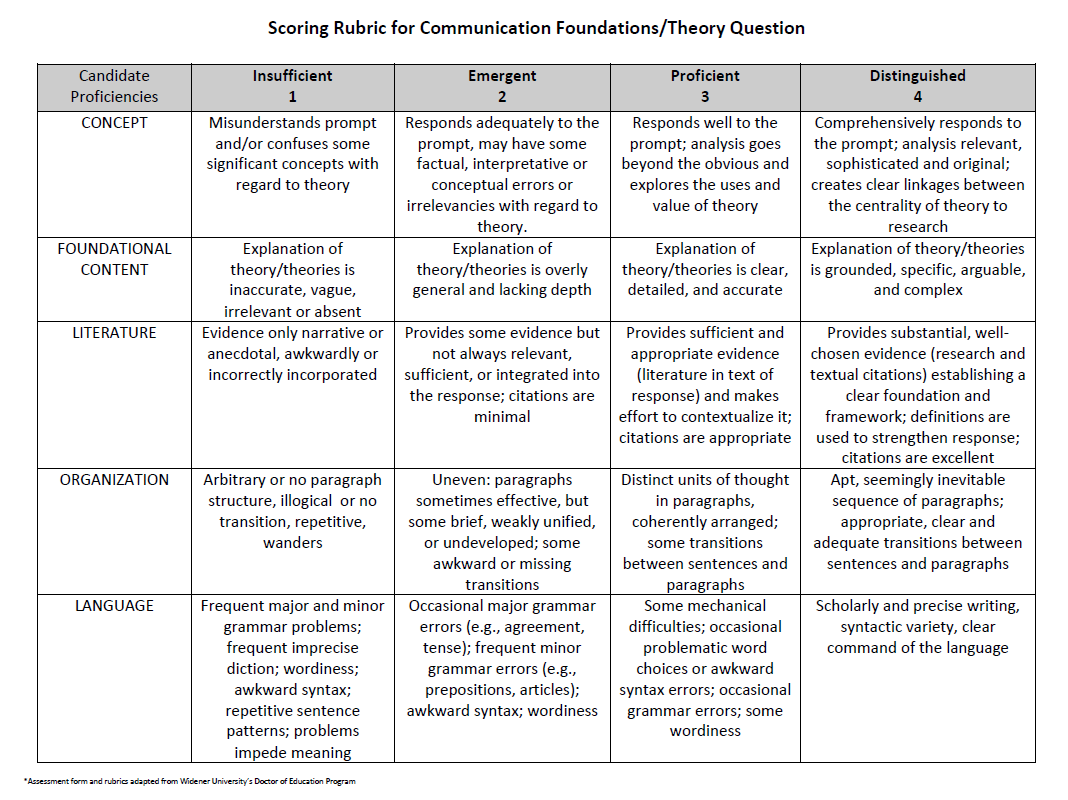 Scoring Rubric for Communication Foundations/Theory Question
Candidate
Proficiencies
Insufficient
1
Emergent
2
Proficient
3
Distinguished
4
CONCEPT
Misunderstands prompt
and/or confuses some
significant concepts with
regard to theory
Responds adequately to the
prompt, may have some
factual, interpretative or
conceptual errors or
irrelevancies with regard to
theory.
Responds well to the
prompt; analysis goes
beyond the obvious and
explores the uses and
value of theory
Comprehensively responds to
the prompt; analysis relevant,
sophisticated and original;
creates clear linkages between
the centrality of theory to
research
FOUNDATIONAL
CONTENT
Explanation of
theory/theories is
inaccurate, vague,
irrelevant or absent
Explanation of
theory/theories is overly
general and lacking depth
Explanation of
theory/theories is clear,
detailed, and accurate
Explanation of theory/theories
is grounded, specific, arguable,
and complex
LITERATURE
Evidence only narrative or
anecdotal, awkwardly or
incorrectly incorporated
Provides some evidence but
not always relevant,
sufficient, or integrated into
the response; citations are
minimal
Provides sufficient and
appropriate evidence
(literature in text of
response) and makes
effort to contextualize it;
citations are appropriate
Provides substantial, well-
chosen evidence (research and
textual citations) establishing a
clear foundation and
framework; definitions are
used to strengthen response;
citations are excellent
ORGANIZATION
Arbitrary or no paragraph
structure, illogical or no
transition, repetitive,
wanders
Uneven: paragraphs
sometimes effective, but
some brief, weakly unified,
or undeveloped; some
awkward or missing
transitions
Distinct units of thought
in paragraphs,
coherently arranged;
some transitions
between sentences and
paragraphs
Apt, seemingly inevitable
sequence of paragraphs;
appropriate, clear and
adequate transitions between
sentences and paragraphs
LANGUAGE
Frequent major and minor
grammar problems;
frequent imprecise
diction; wordiness;
awkward syntax;
repetitive sentence
patterns; problems
impede meaning
Occasional major grammar
errors (e.g., agreement,
tense); frequent minor
grammar errors (e.g.,
prepositions, articles);
awkward syntax; wordiness
Some mechanical
difficulties; occasional
problematic word
choices or awkward
syntax errors; occasional
grammar errors; some
wordiness
Scholarly and precise writing,
syntactic variety, clear
command of the language
*Assessment form and rubrics adapted from Widener University's Doctor of Education Program